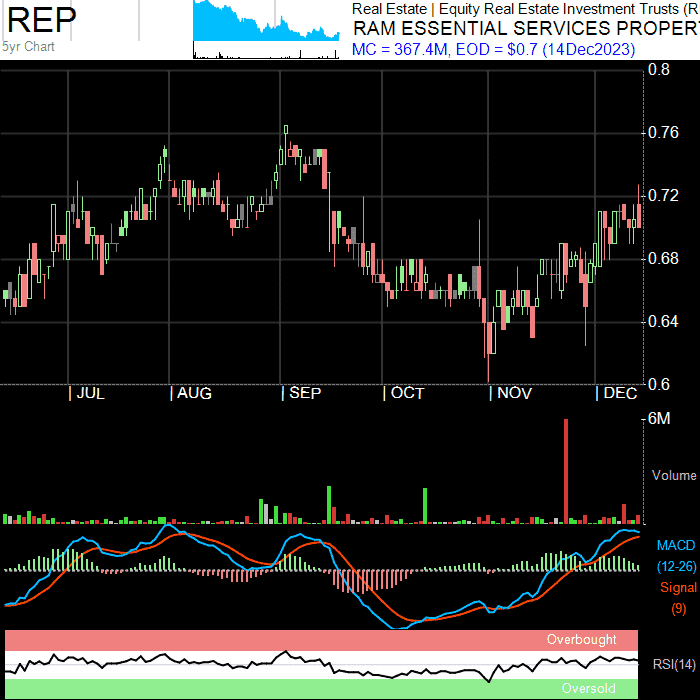 REP
5yr Chart
Real Estate | Equity Real Estate Investment Trusts (R
RAM ESSENTIAL SERVICES PROPER
MC = 367.4M, EOD = $0.7 (14Dec2023)
0.8
0.76
0.72
0.68
0.64
0.6
| JUL | AUG | SEP | OCT | NOV | DEC
6M
Volume
MACD
(12-26)
Signal
(9)
Overbought
RSI(14)
Oversold